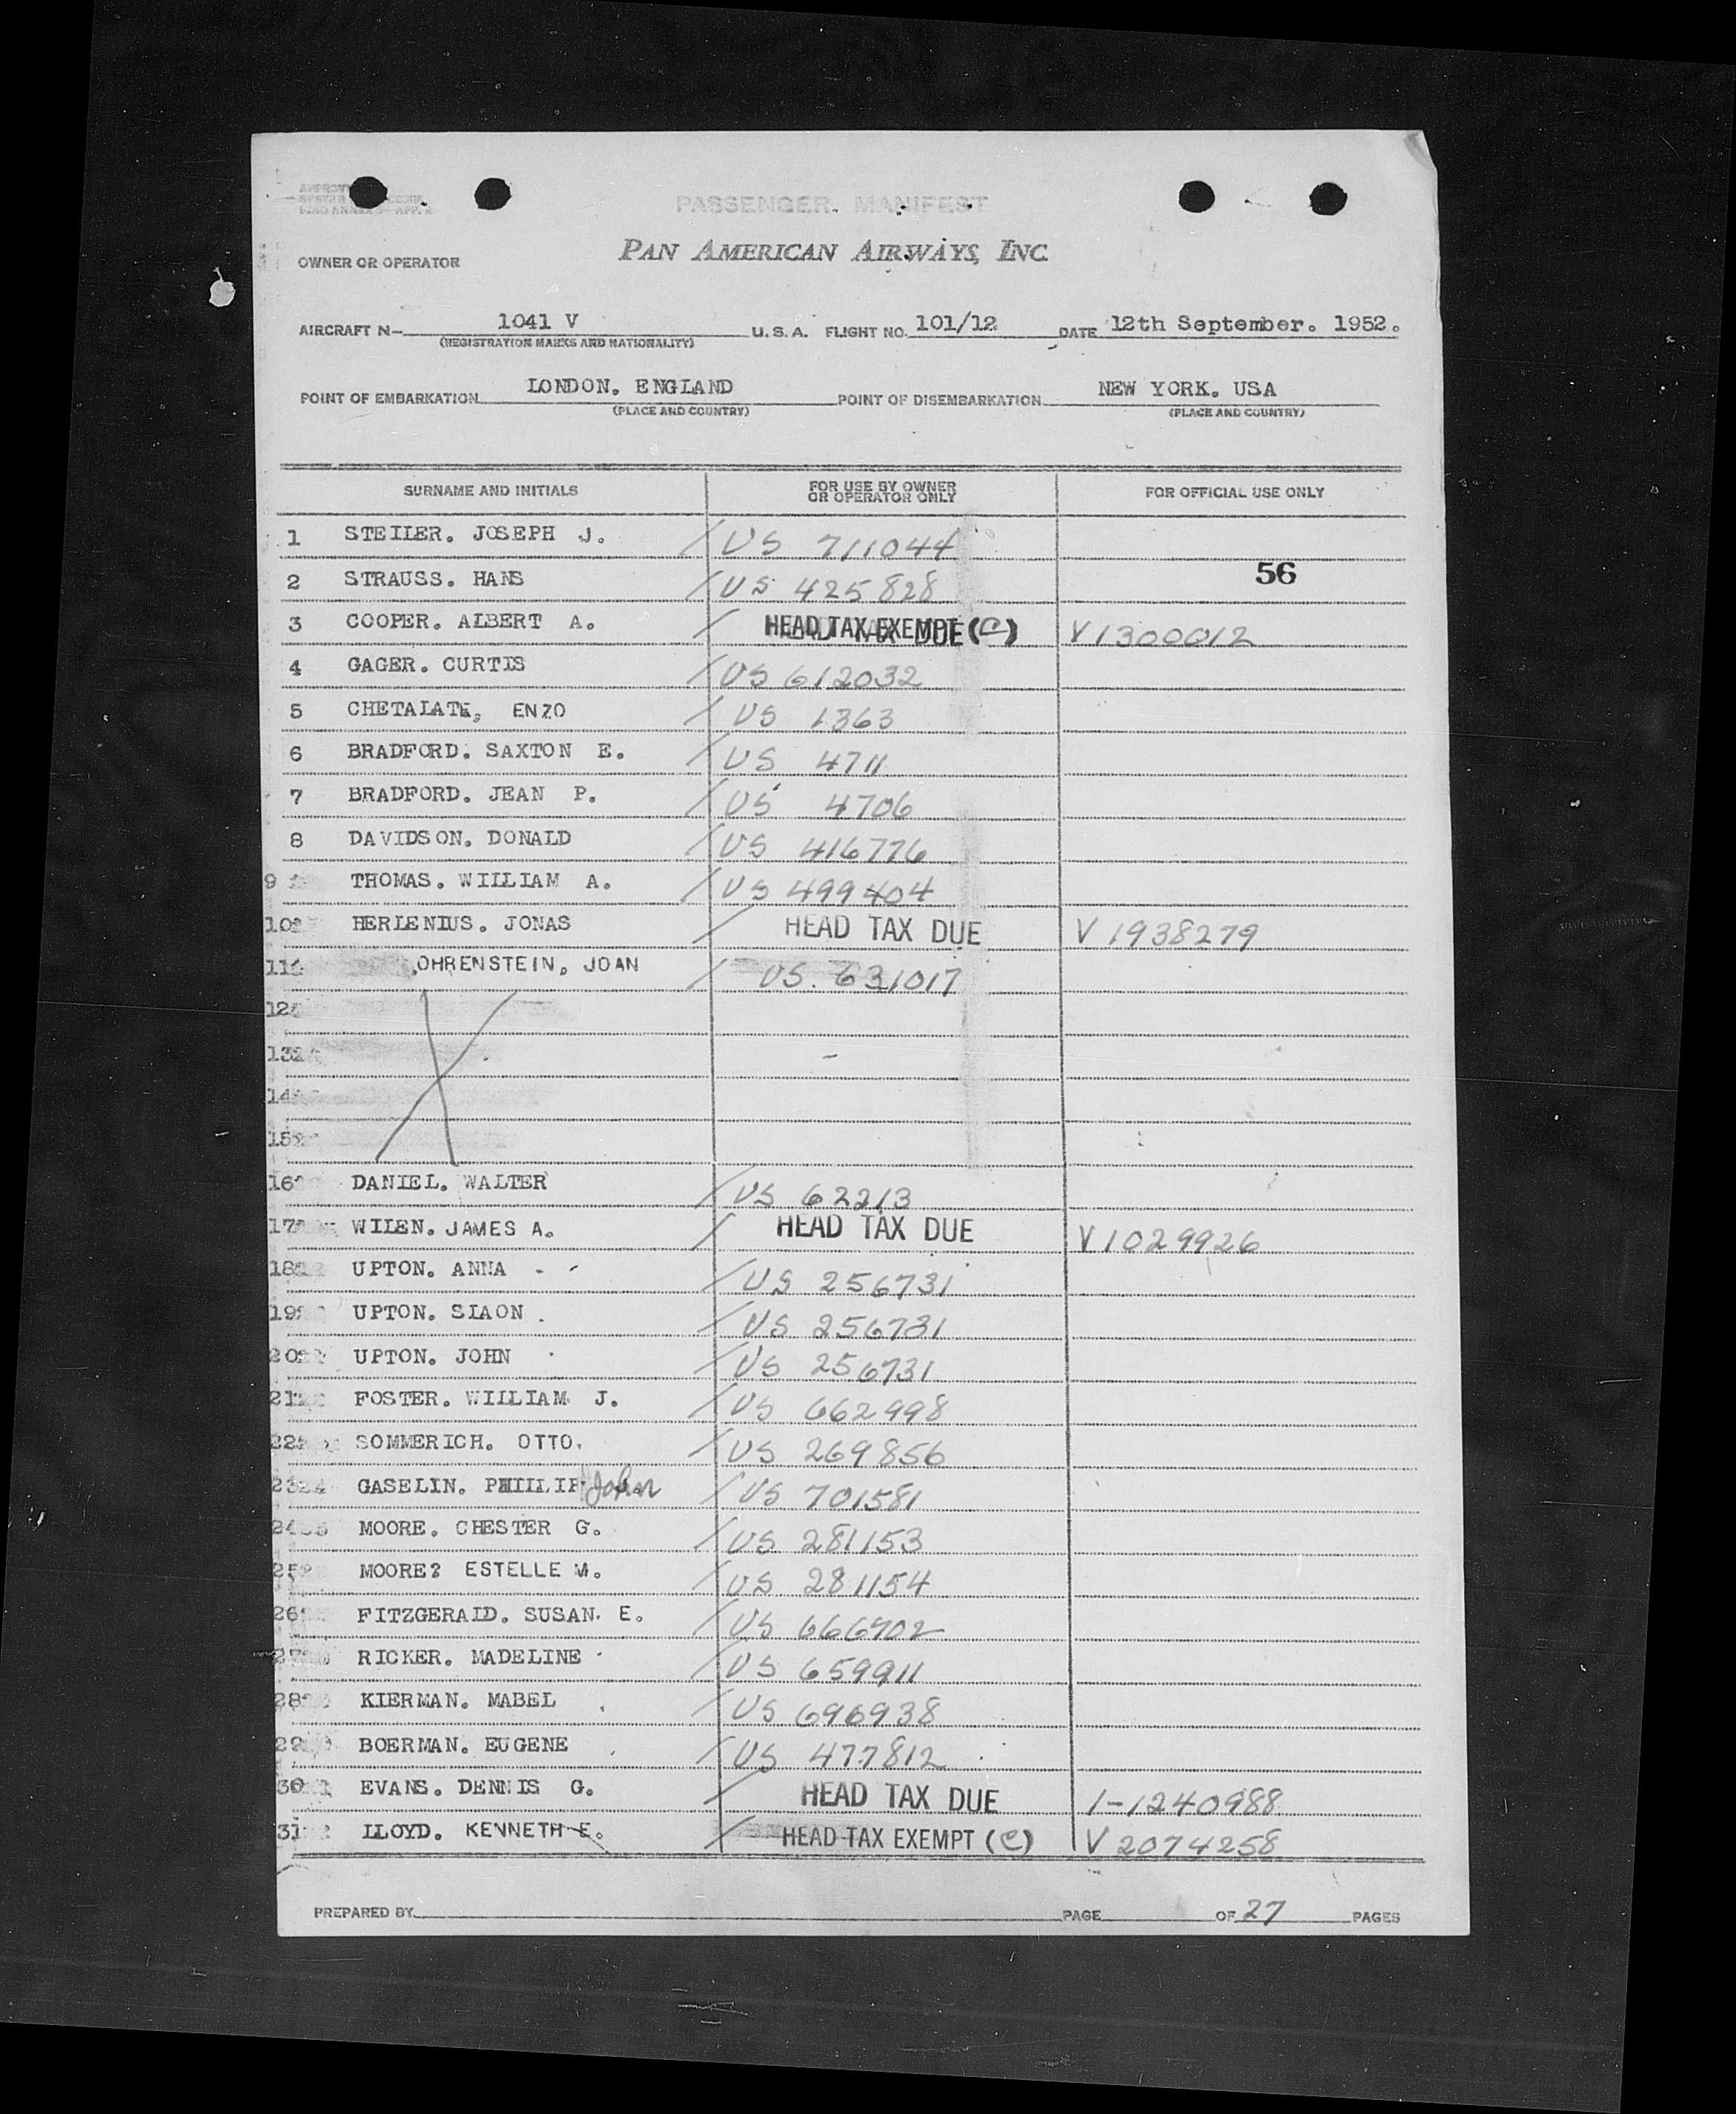 PASSENGER MANIFEST
PAN AMERICAN AIRWAYS, INC.
OWNER OR OPERATOR
AIRCRAFT N- 1041 V U.S.A. FLIGHT NO. 101/12 DATE 12th September. 1952.
(REGISTRATION MARKS AND NATIONALITY)
POINT OF EMBARKATION LONDON. ENGLAND POINT OF DISEMBARKATION NEW YORK. USA
(PLACE AND COUNTRY) (PLACE AND COUNTRY)
SURNAME AND INITIALS FOR USE BY OWNER OR OPERATOR ONLY FOR OFFICIAL USE ONLY
1 STEILER. JOSEPH J. / US 711044
2 STRAUSS. HANS / US 425828 56
3 COOPER. ALBERT A. / HEAD TAX EXEMPT (C) V1300012
4 GAGER. CURTIS / US 612032
5 CHETALATE, ENZO / US 1363
6 BRADFORD. SAXTON E. / US 4711
7 BRADFORD. JEAN P. / US 4706
8 DAVIDSON. DONALD / US 416776
9 THOMAS. WILLIAM A. / US 499404
10 HERLENIUS. JONAS / HEAD TAX DUE V 1938279
11 OHRENSTEIN, JOAN / US. 631017
12
13
14
15
16 DANIEL. WALTER / US 62213
17 WILEN. JAMES A. / HEAD TAX DUE V1029926
18 UPTON. ANNA / US 256731
19 UPTON. SIAON / US 256731
20 UPTON. JOHN / US 256731
21 FOSTER. WILLIAM J. / US 662998
22 SOMMERICH. OTTO. / US 269856
23 GASELIN. PHILLIP John / US 701581
24 MOORE. CHESTER G. / US 281153
25 MOORE? ESTELLE M. / US 281154
26 FITZGERALD. SUSAN. E. / US 666702
27 RICKER. MADELINE / US 659911
28 KIERMAN. MABEL / US 696938
29 BOERMAN. EUGENE / US 477812
30 EVANS. DENNIS G. / HEAD TAX DUE 1-1240988
31 LLOYD. KENNETH E. / HEAD TAX EXEMPT (C) V 2074258
PREPARED BY PAGE OF 27 PAGES